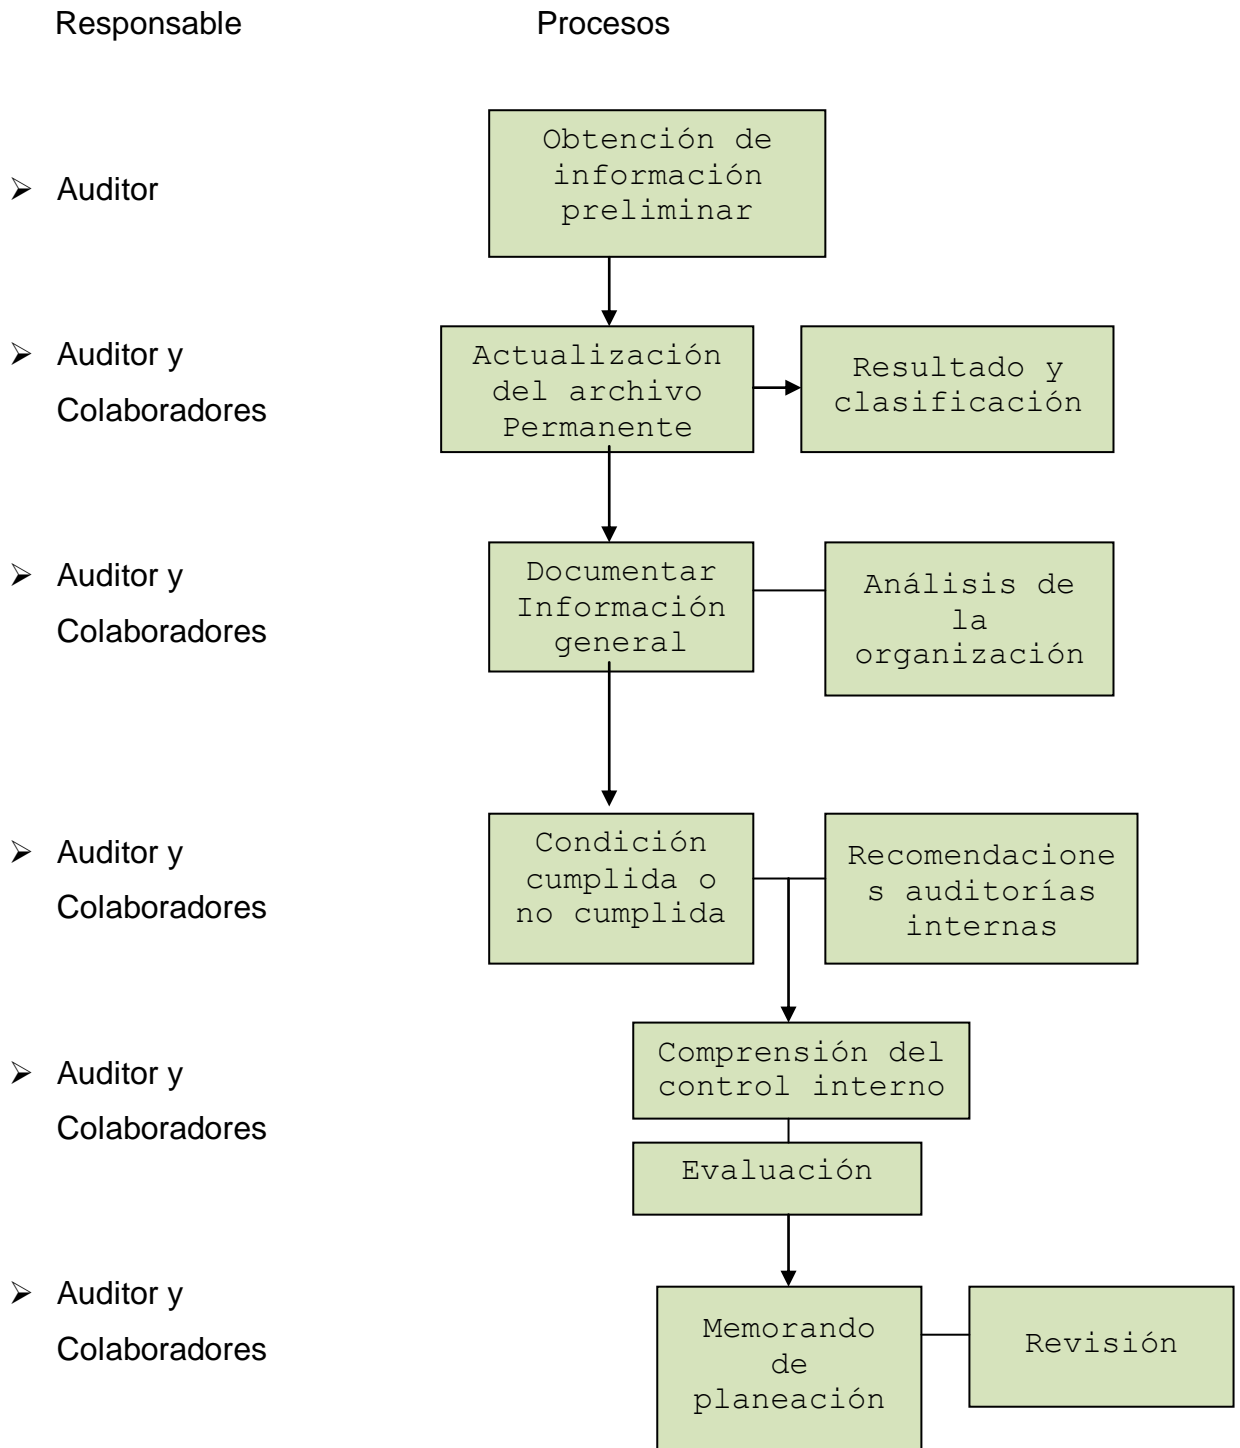 Responsable
Procesos
➢ Auditor
Obtención de
información
preliminar
➢ Auditor y
Colaboradores
Actualización
del archivo
Permanente
Resultado y
clasificación
➢ Auditor y
Colaboradores
Documentar
Información
general
Análisis de
la
organización
➢ Auditor y
Colaboradores
Condición
cumplida o
no cumplida
Recomendacione
s auditorías
internas
➢ Auditor y
Colaboradores
Comprensión del
control interno
Evaluación
➢ Auditor y
Colaboradores
Memorando
de
planeación
Revisión